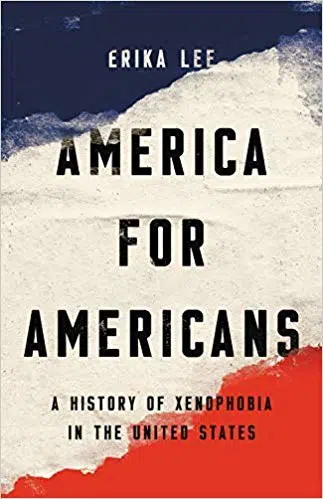 ERIKA LEE
AMERICA
FOR
AMERICANS
A HISTORY OF XENOPHOBIA
IN THE UNITED STATES